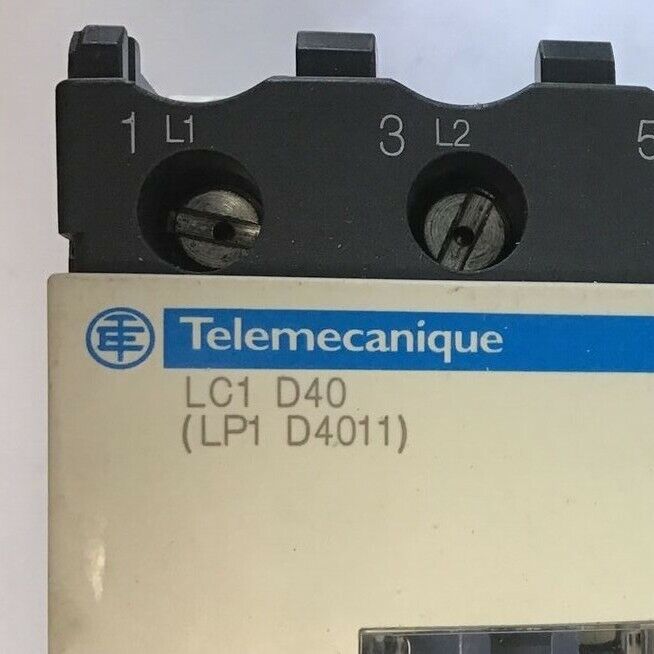 1 L1 3 L2 5
Telemecanique
LC1 D40
(LP1 D4011)